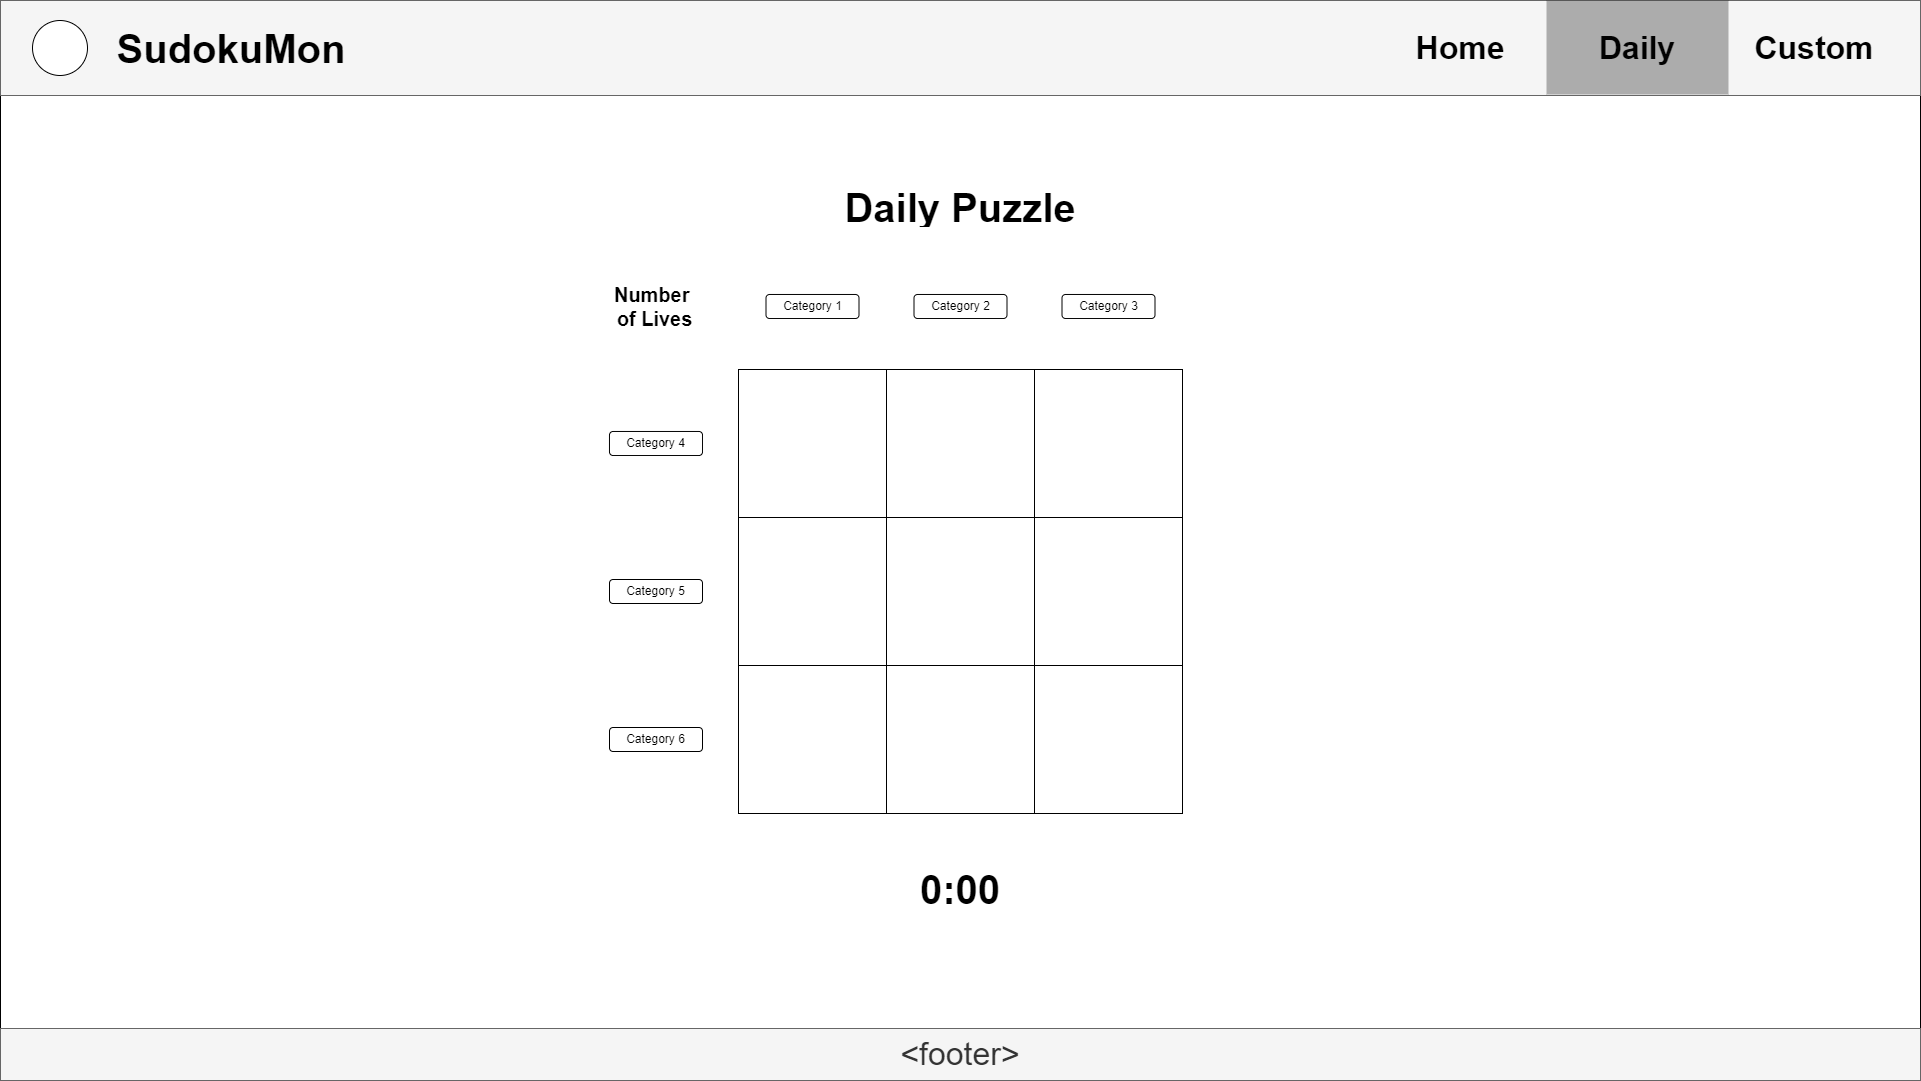 SudokuMon
Home
Daily
Custom
Daily Puzzle
Number
of Lives
Category 1
Category 2
Category 3
Category 4
Category 5
Category 6
0:00
<footer>